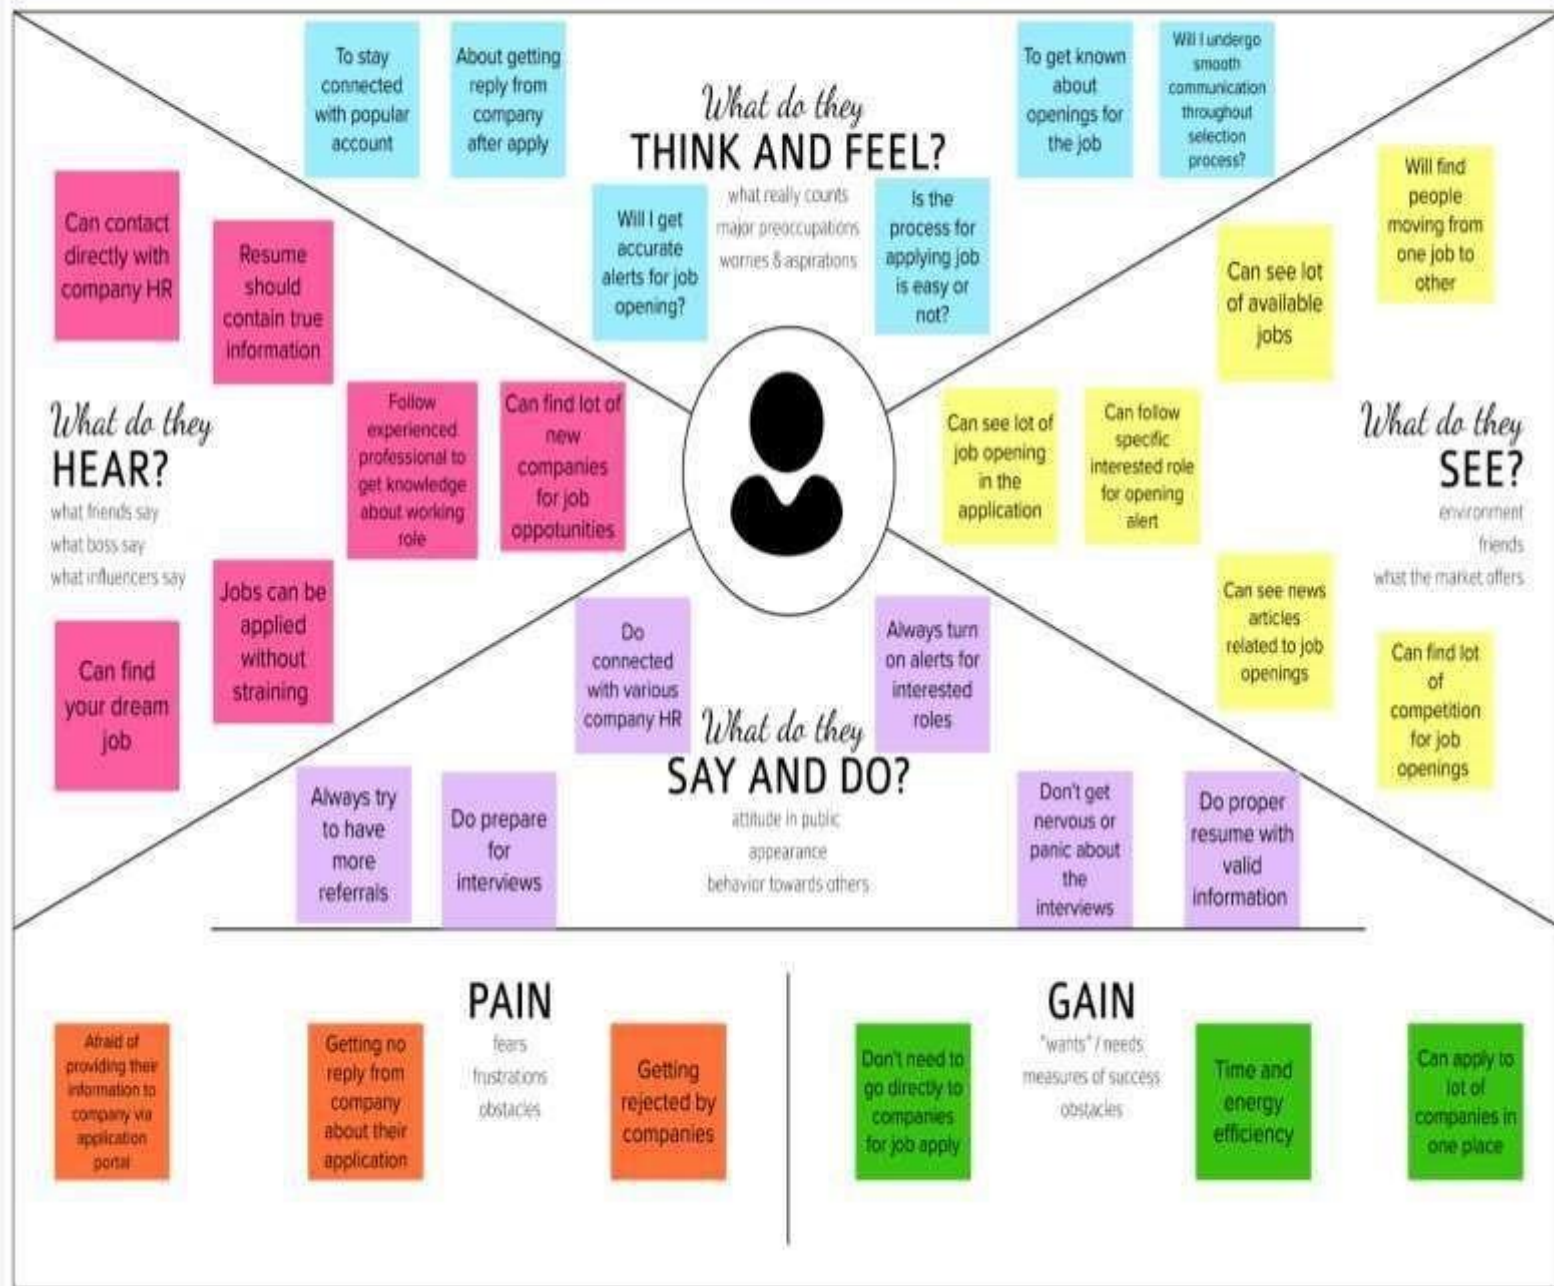 To stay
connected
with popular
account
About getting
reply from
company
after apply
What do they
THINK AND FEEL?
what really counts
major preoccupations
worries & aspirations
Will I get
accurate
alerts for job
opening?
Is the
process for
applying job
is easy or
not?
To get known
about
openings for
the job
Will I undergo
smooth
communication
throughout
selection
process?
Can contact
directly with
company HR
Resume
should
contain true
information
Follow
experienced
professional to
get knowledge
about working
role
Can find lot of
new
companies
for job
oppotunities
What do they
HEAR?
what friends say
what boss say
what influencers say
Jobs can be
applied
without
straining
Can find
your dream
job
Will find
people
moving from
one job to
other
Can see lot
of available
jobs
Can see lot of
job opening
in the
application
Can follow
specific
interested role
for opening
alert
What do they
SEE?
environment
friends
what the market offers
Can see news
articles
related to job
openings
Can find lot
of
competition
for job
openings
Do
connected
with various
company HR
Always turn
on alerts for
interested
roles
What do they
SAY AND DO?
attitude in public
appearance
behavior towards others
Always try
to have
more
referrals
Do prepare
for
interviews
Don't get
nervous or
panic about
the
interviews
Do proper
resume with
valid
information
PAIN
fears
frustrations
obstacles
Afraid of
providing their
information to
company via
application
portal
Getting no
reply from
company
about their
application
Getting
rejected by
companies
GAIN
"wants" / needs
measures of success
obstacles
Don't need to
go directly to
companies
for job apply
Time and
energy
efficiency
Can apply to
lot of
companies in
one place